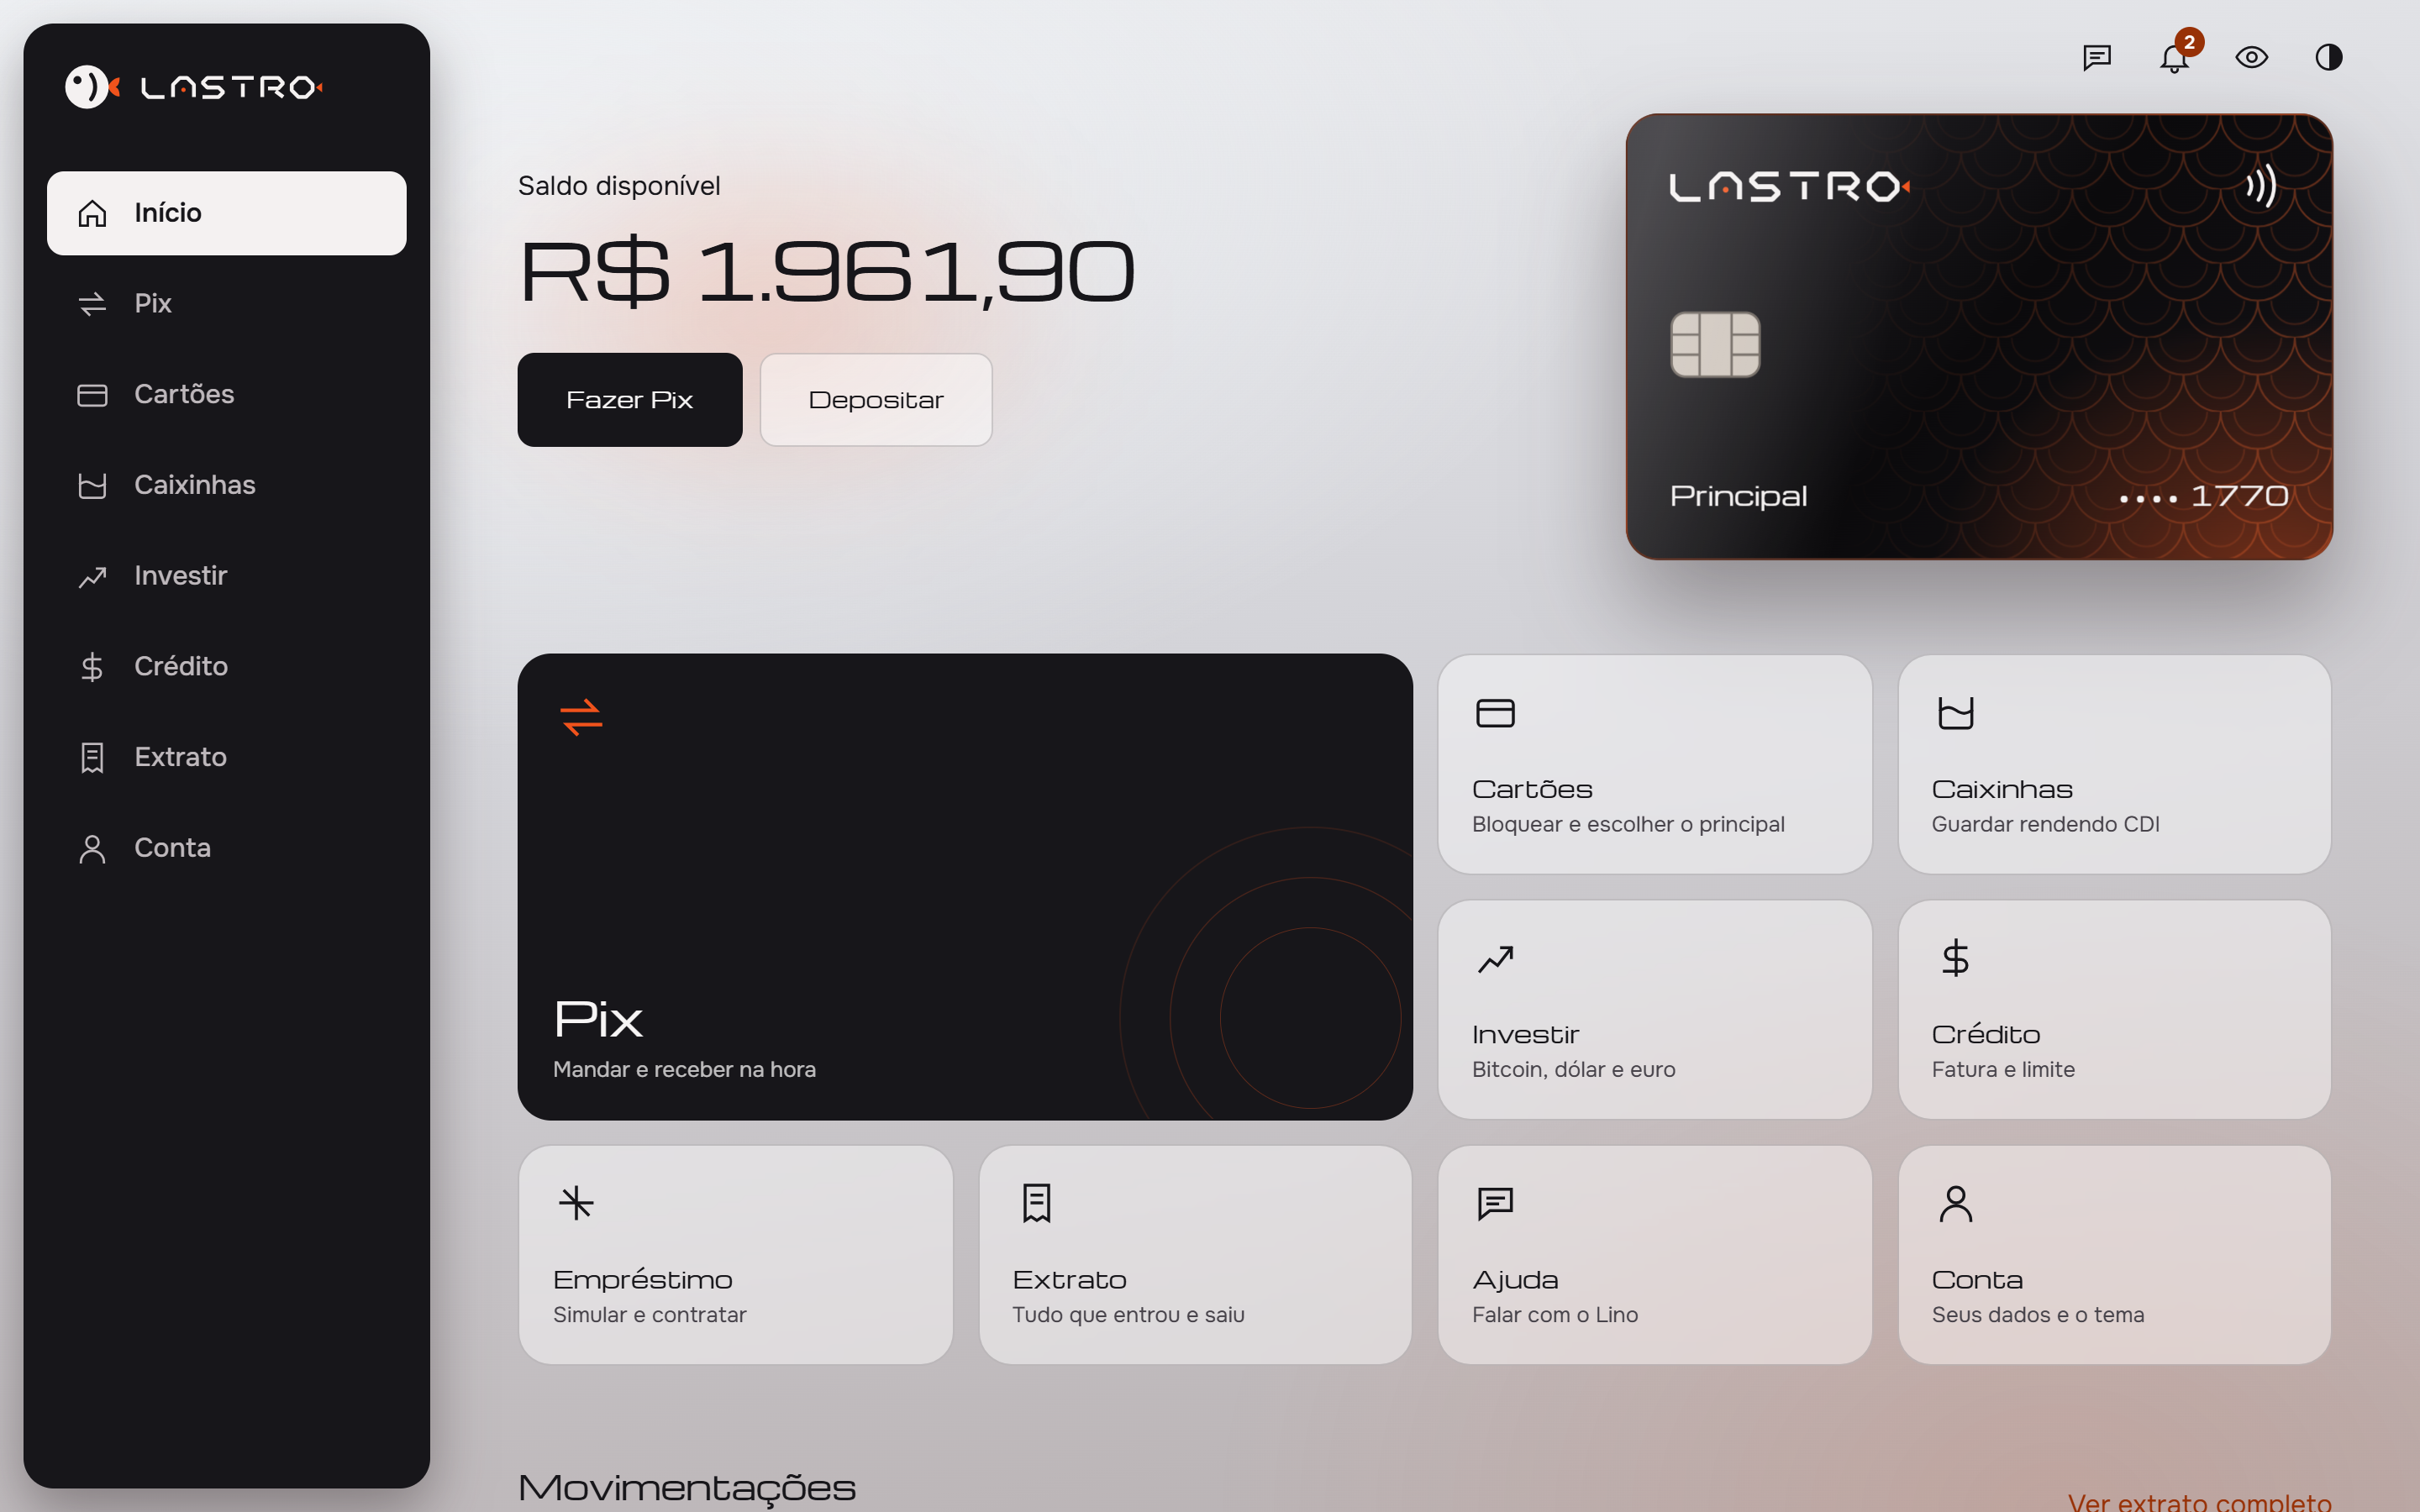 LASTRO
Início
Pix
Cartões
Caixinhas
Investir
Crédito
Extrato
Conta
2
Saldo disponível
R$ 1.961,90
Fazer Pix
Depositar
LASTRO
Principal
•••• 1770
Pix
Mandar e receber na hora
Cartões
Bloquear e escolher o principal
Caixinhas
Guardar rendendo CDI
Investir
Bitcoin, dólar e euro
Crédito
Fatura e limite
Empréstimo
Simular e contratar
Extrato
Tudo que entrou e saiu
Ajuda
Falar com o Lino
Conta
Seus dados e o tema
Movimentações
Ver extrato completo